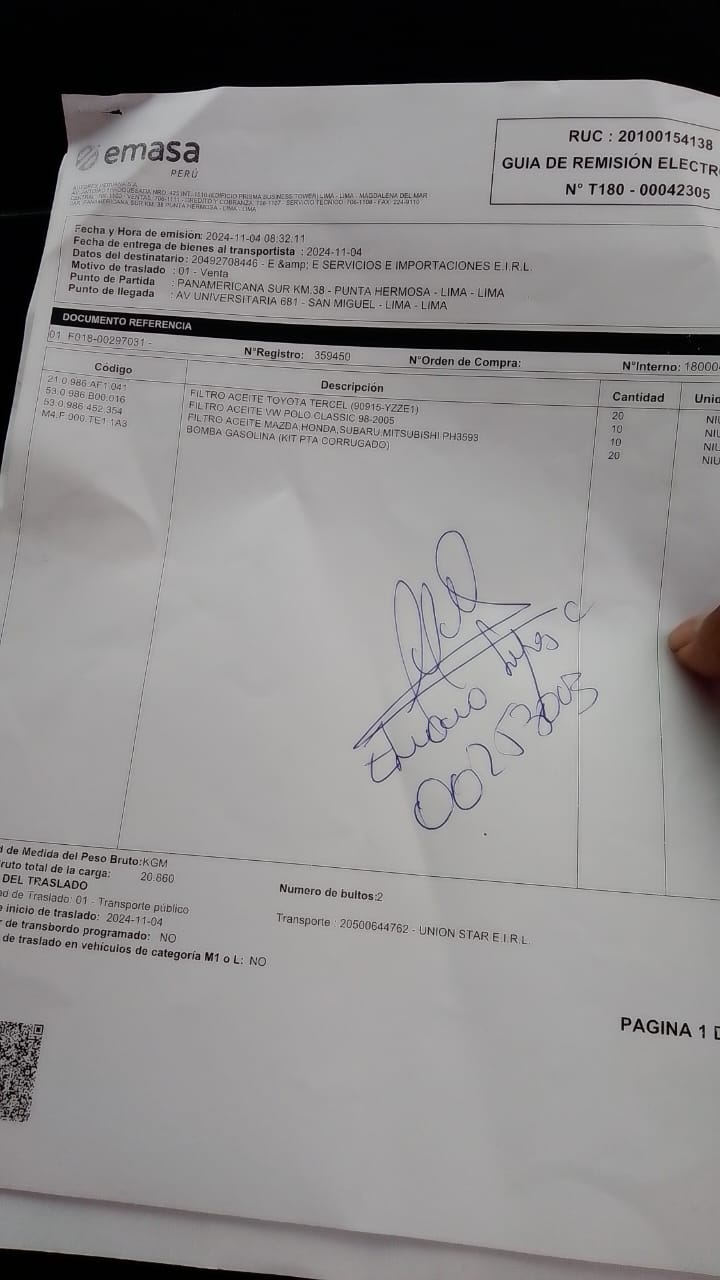 emasa
PERÚ
RUC : 20100154138
GUIA DE REMISIÓN ELECTR
N° T180 - 00042305
Fecha y Hora de emision: 2024-11-04 08:32:11
Fecha de entrega de bienes al transportista : 2024-11-04
Datos del destinatario: 20492708446 - E &amp; E SERVICIOS E IMPORTACIONES E.I.R.L.
Motivo de traslado : 01 - Venta
Punto de Partida : PANAMERICANA SUR KM.38 - PUNTA HERMOSA - LIMA - LIMA
Punto de llegada : AV UNIVERSITARIA 681 - SAN MIGUEL - LIMA - LIMA
DOCUMENTO REFERENCIA
01 F018-00297031 - N°Registro: 359450 N°Orden de Compra: N°Interno: 18000
Código Descripción Cantidad Unid
21.0.986.AF1.041 FILTRO ACEITE TOYOTA TERCEL (90915-YZZE1) 20 NIU
53.0.986.B00.016 FILTRO ACEITE VW POLO CLASSIC 98-2005 10 NIU
53.0.986.452.354 FILTRO ACEITE MAZDA HONDA,SUBARU,MITSUBISHI PH3593 10 NIU
M4.F.000.TE1.1A3 BOMBA GASOLINA (KIT PTA CORRUGADO) 20 NIU
d de Medida del Peso Bruto:KGM
ruto total de la carga: 20.860
Numero de bultos:2
DEL TRASLADO
ad de Traslado: 01 - Transporte público
Transporte : 20500644762 - UNION STAR E.I.R.L.
e inicio de traslado: 2024-11-04
r de transbordo programado: NO
de traslado en vehículos de categoría M1 o L: NO
PAGINA 1 D